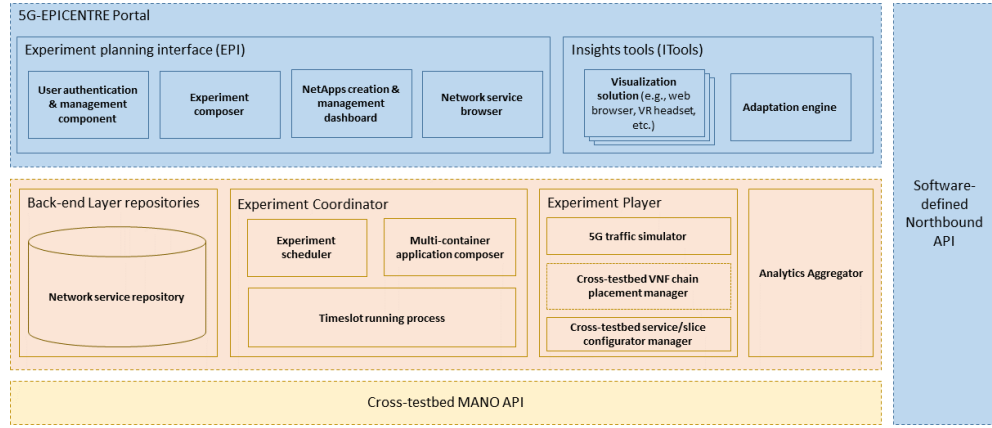 5G-EPICENTRE Portal
Experiment planning interface (EPI)
User authentication
& management
component
Experiment
composer
NetApps creation &
management
dashboard
Network service
browser
Insights tools (ITools)
Visualization
solution (e.g., web
browser, VR headset,
etc.)
Adaptation engine
Back-end Layer repositories
Network service repository
Experiment Coordinator
Experiment
scheduler
Multi-container
application composer
Timeslot running process
Experiment Player
5G traffic simulator
Cross-testbed VNF chain
placement manager
Cross-testbed service/slice
configurator manager
Analytics Aggregator
Cross-testbed MANO API
Software-
defined
Northbound
API